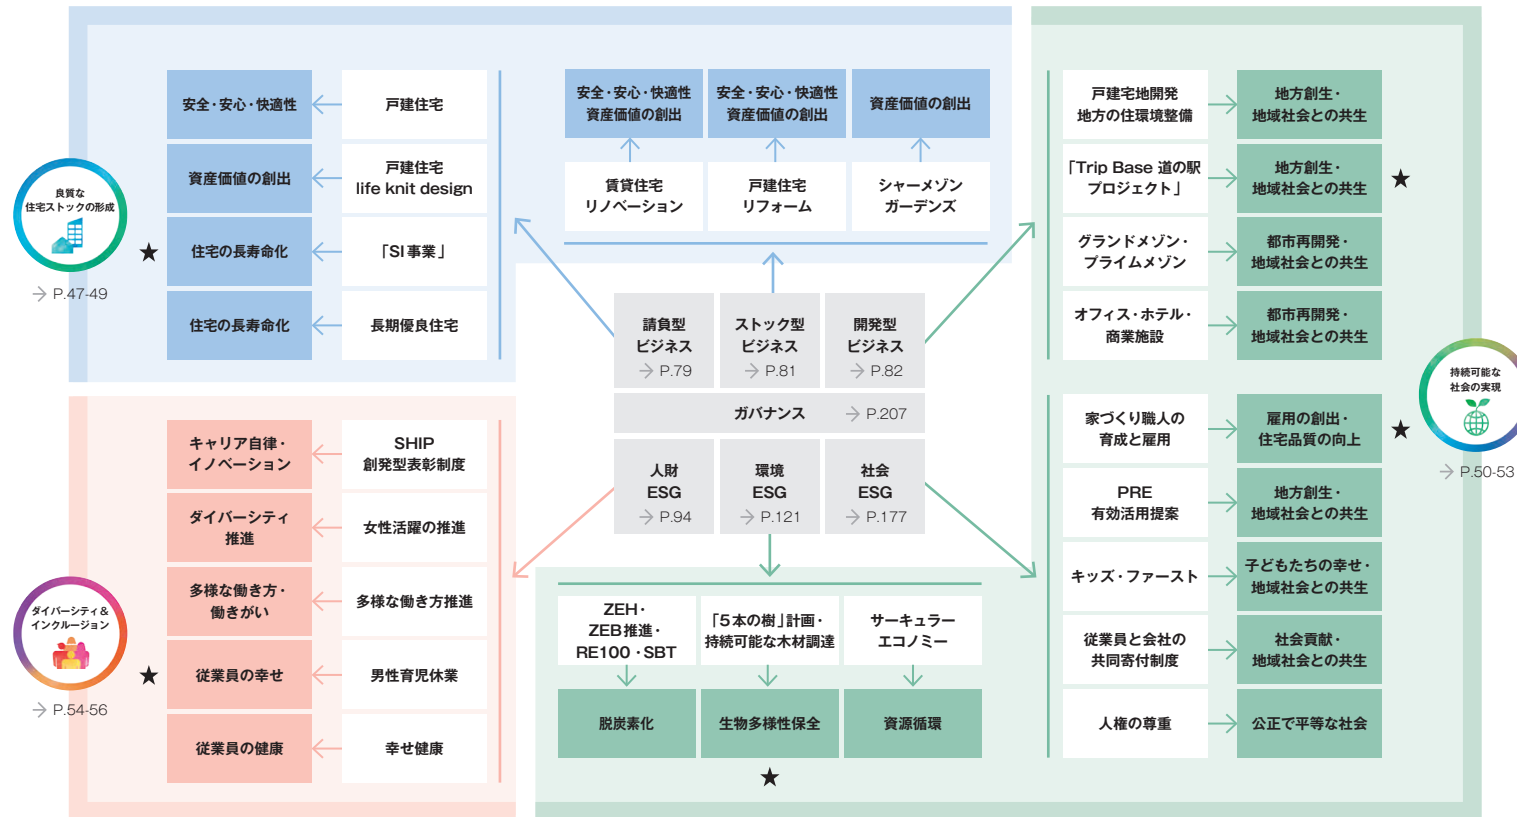 良質な
住宅ストックの形成
→ P.47-49
★
安全・安心・快適性
戸建住宅
資産価値の創出
戸建住宅
life knit design
住宅の長寿命化
「SI事業」
住宅の長寿命化
長期優良住宅
安全・安心・快適性
資産価値の創出
安全・安心・快適性
資産価値の創出
資産価値の創出
賃貸住宅
リノベーション
戸建住宅
リフォーム
シャーメゾン
ガーデンズ
戸建宅地開発
地方の住環境整備
地方創生・
地域社会との共生
「Trip Base 道の駅
プロジェクト」
地方創生・
地域社会との共生
★
グランドメゾン・
プライムメゾン
都市再開発・
地域社会との共生
オフィス・ホテル・
商業施設
都市再開発・
地域社会との共生
請負型
ビジネス
→ P.79
ストック型
ビジネス
→ P.81
開発型
ビジネス
→ P.82
ガバナンス → P.207
人財
ESG
→ P.94
環境
ESG
→ P.121
社会
ESG
→ P.177
持続可能な
社会の実現
→ P.50-53
ダイバーシティ&
インクルージョン
→ P.54-56
★
キャリア自律・
イノベーション
SHIP
創発型表彰制度
ダイバーシティ
推進
女性活躍の推進
多様な働き方・
働きがい
多様な働き方推進
従業員の幸せ
男性育児休業
従業員の健康
幸せ健康
ZEH・
ZEB推進・
RE100・SBT
「5本の樹」計画・
持続可能な木材調達
サーキュラー
エコノミー
脱炭素化
生物多様性保全
資源循環
★
家づくり職人の
育成と雇用
雇用の創出・
住宅品質の向上
★
PRE
有効活用提案
地方創生・
地域社会との共生
キッズ・ファースト
子どもたちの幸せ・
地域社会との共生
従業員と会社の
共同寄付制度
社会貢献・
地域社会との共生
人権の尊重
公正で平等な社会